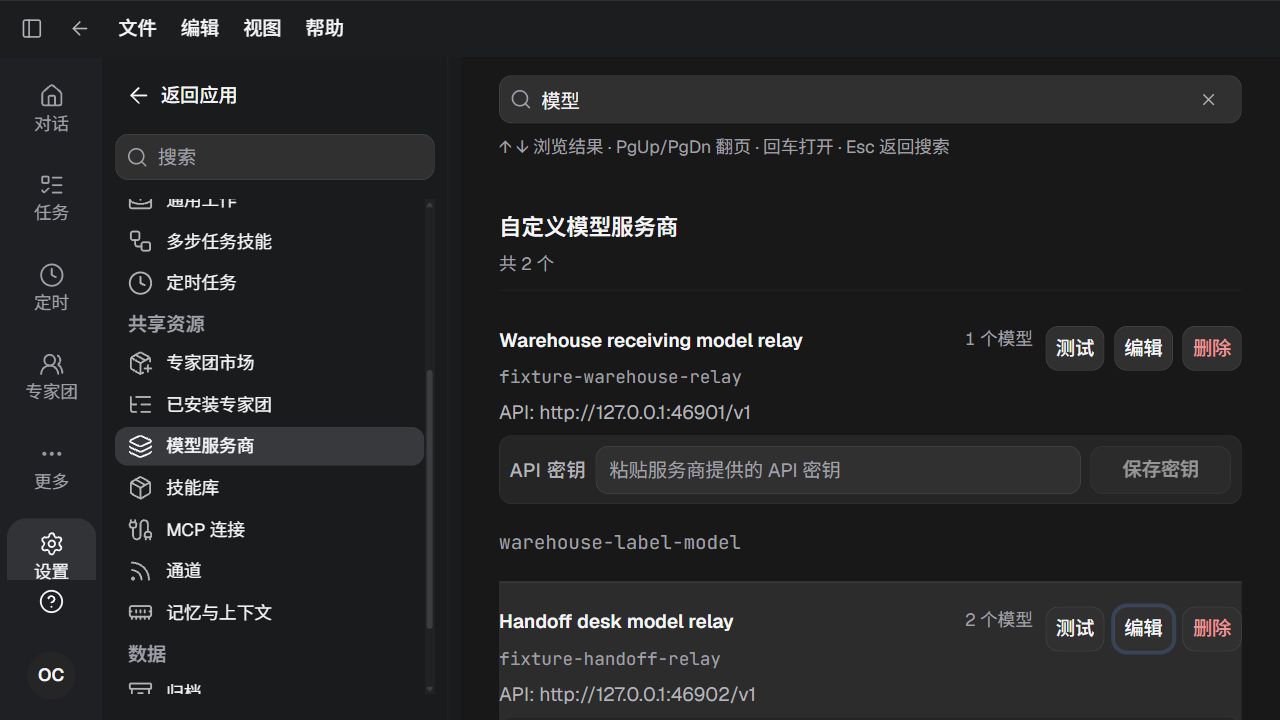 文件 编辑 视图 帮助
对话
任务
定时
专家团
更多
设置
OC
返回应用
搜索
通用工作
多步任务技能
定时任务
共享资源
专家团市场
已安装专家团
模型服务商
技能库
MCP 连接
通道
记忆与上下文
数据
归档
模型
↑↓ 浏览结果 · PgUp/PgDn 翻页 · 回车打开 · Esc 返回搜索
自定义模型服务商
共 2 个
Warehouse receiving model relay 1 个模型 测试 编辑 删除
fixture-warehouse-relay
API: http://127.0.0.1:46901/v1
API 密钥 粘贴服务商提供的 API 密钥 保存密钥
warehouse-label-model
Handoff desk model relay 2 个模型 测试 编辑 删除
fixture-handoff-relay
API: http://127.0.0.1:46902/v1